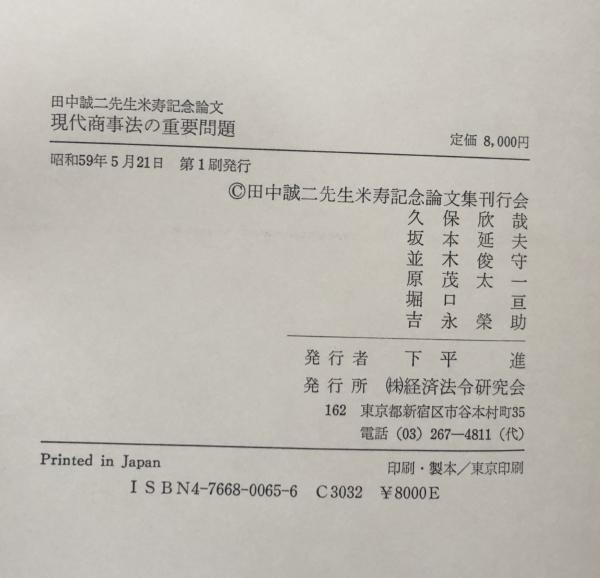 田中誠二先生米寿記念論文
現代商事法の重要問題
定価 8,000円
昭和59年5月21日 第1刷発行
©田中誠二先生米寿記念論文集刊行会
久保欣哉
坂本延夫
並木俊守
原茂太一
堀口亘
吉永榮助
発行者 下平進
発行所 ㈱経済法令研究会
162 東京都新宿区市谷本村町35
電話 (03) 267—4811 (代)
Printed in Japan
印刷・製本/東京印刷
ISBN4-7668-0065-6 C3032 ¥8000E